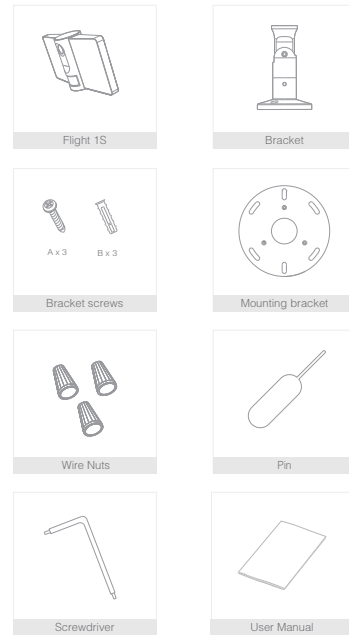 Flight 1S
Bracket
A x 3
B x 3
Bracket screws
Mounting bracket
Wire Nuts
Pin
Screwdriver
User Manual